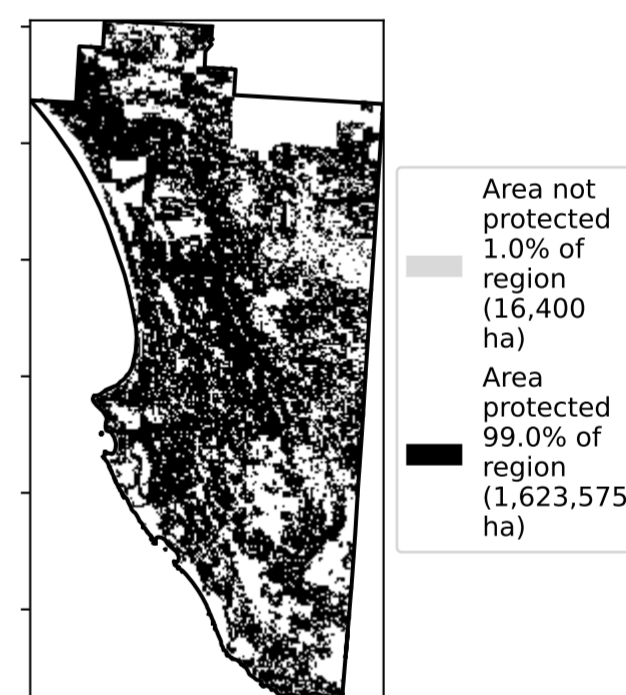 Area not
protected
1.0% of
region
(16,400
ha)
Area
protected
99.0% of
region
(1,623,575
ha)